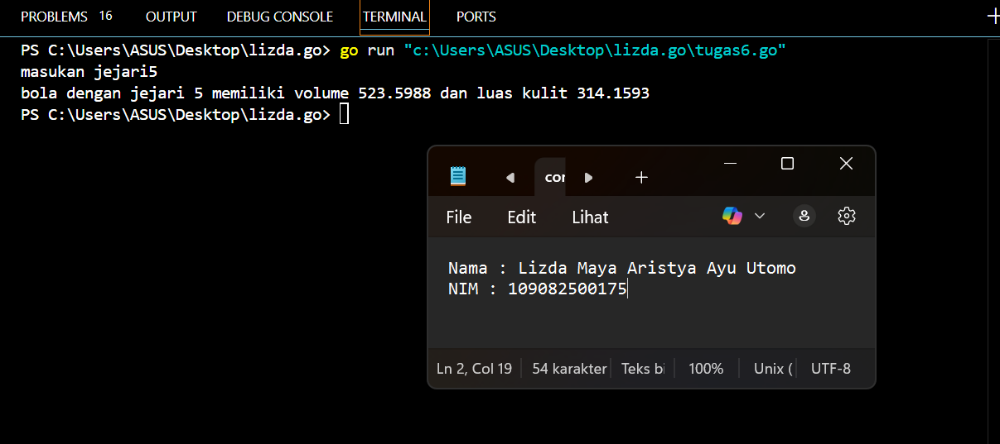 PROBLEMS 16 OUTPUT DEBUG CONSOLE TERMINAL PORTS
PS C:\Users\ASUS\Desktop\lizda.go> go run "c:\Users\ASUS\Desktop\lizda.go\tugas6.go"
masukan jejari5
bola dengan jejari 5 memiliki volume 523.5988 dan luas kulit 314.1593
PS C:\Users\ASUS\Desktop\lizda.go>
File Edit Lihat
Nama : Lizda Maya Aristya Ayu Utomo
NIM : 109082500175
Ln 2, Col 19 54 karakter Teks 100% Unix ( UTF-8